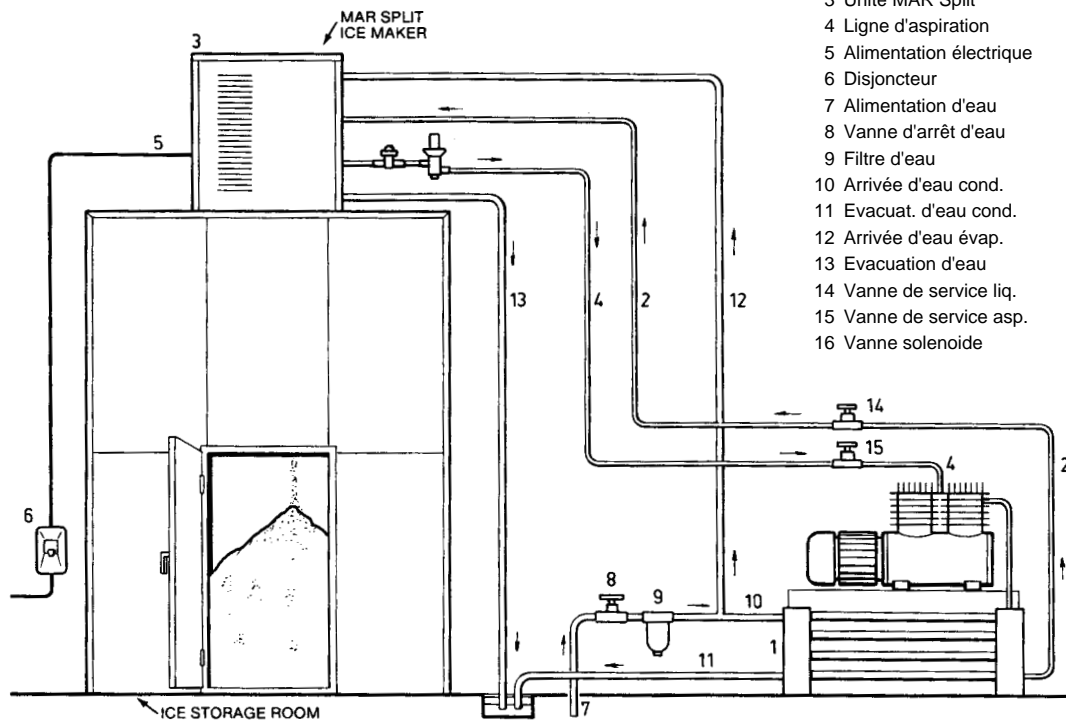 MAR SPLIT
ICE MAKER
3
3 Unité MAR Split
4 Ligne d'aspiration
5 Alimentation électrique
6 Disjoncteur
7 Alimentation d'eau
8 Vanne d'arrêt d'eau
9 Filtre d'eau
10 Arrivée d'eau cond.
11 Evacuat. d'eau cond.
12 Arrivée d'eau évap.
13 Evacuation d'eau
14 Vanne de service liq.
15 Vanne de service asp.
16 Vanne solenoide
5
13
4
2
12
14
15
4
2
6
8
9
10
1
11
7
ICE STORAGE ROOM